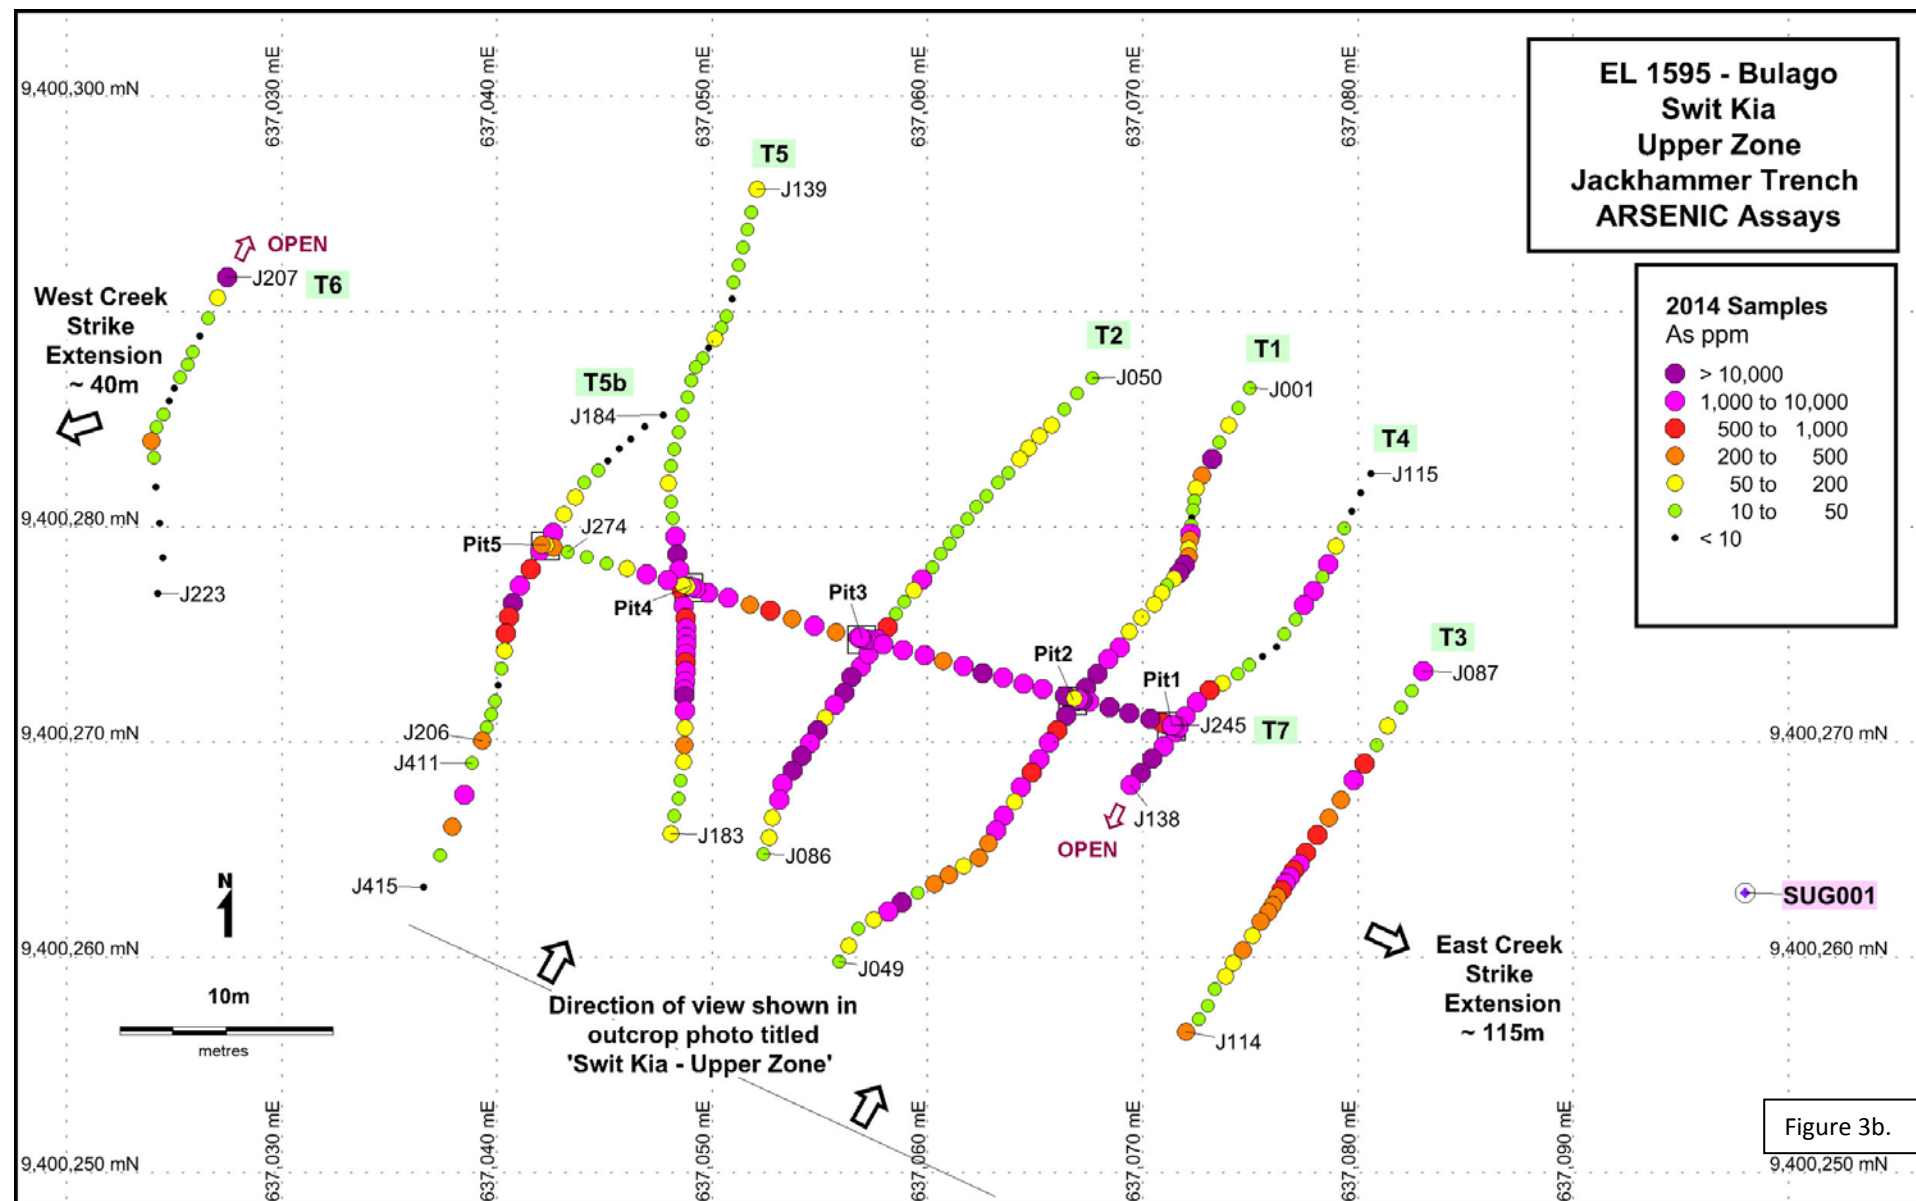 637,030 mE
637,040 mE
637,050 mE
637,060 mE
637,070 mE
637,080 mE
9,400,300 mN
EL 1595 - Bulago
Swit Kia
Upper Zone
Jackhammer Trench
ARSENIC Assays
2014 Samples
As ppm
> 10,000
1,000 to 10,000
500 to 1,000
200 to 500
50 to 200
10 to 50
< 10
T5
J139
OPEN
J207
T6
West Creek
Strike
Extension
~ 40m
T2
J050
T1
J001
T5b
J184
T4
J115
9,400,280 mN
J274
Pit5
Pit4
Pit3
Pit2
Pit1
T3
J087
J223
J206
J411
J245
T7
9,400,270 mN
9,400,270 mN
J138
OPEN
J183
J086
J415
SUG001
N
9,400,260 mN
9,400,260 mN
J049
East Creek
Strike
Extension
~ 115m
10m
metres
Direction of view shown in
outcrop photo titled
'Swit Kia - Upper Zone'
J114
Figure 3b.
9,400,250 mN
9,400,250 mN
637,030 mE
637,040 mE
637,050 mE
637,060 mE
637,070 mE
637,080 mE
637,090 mE